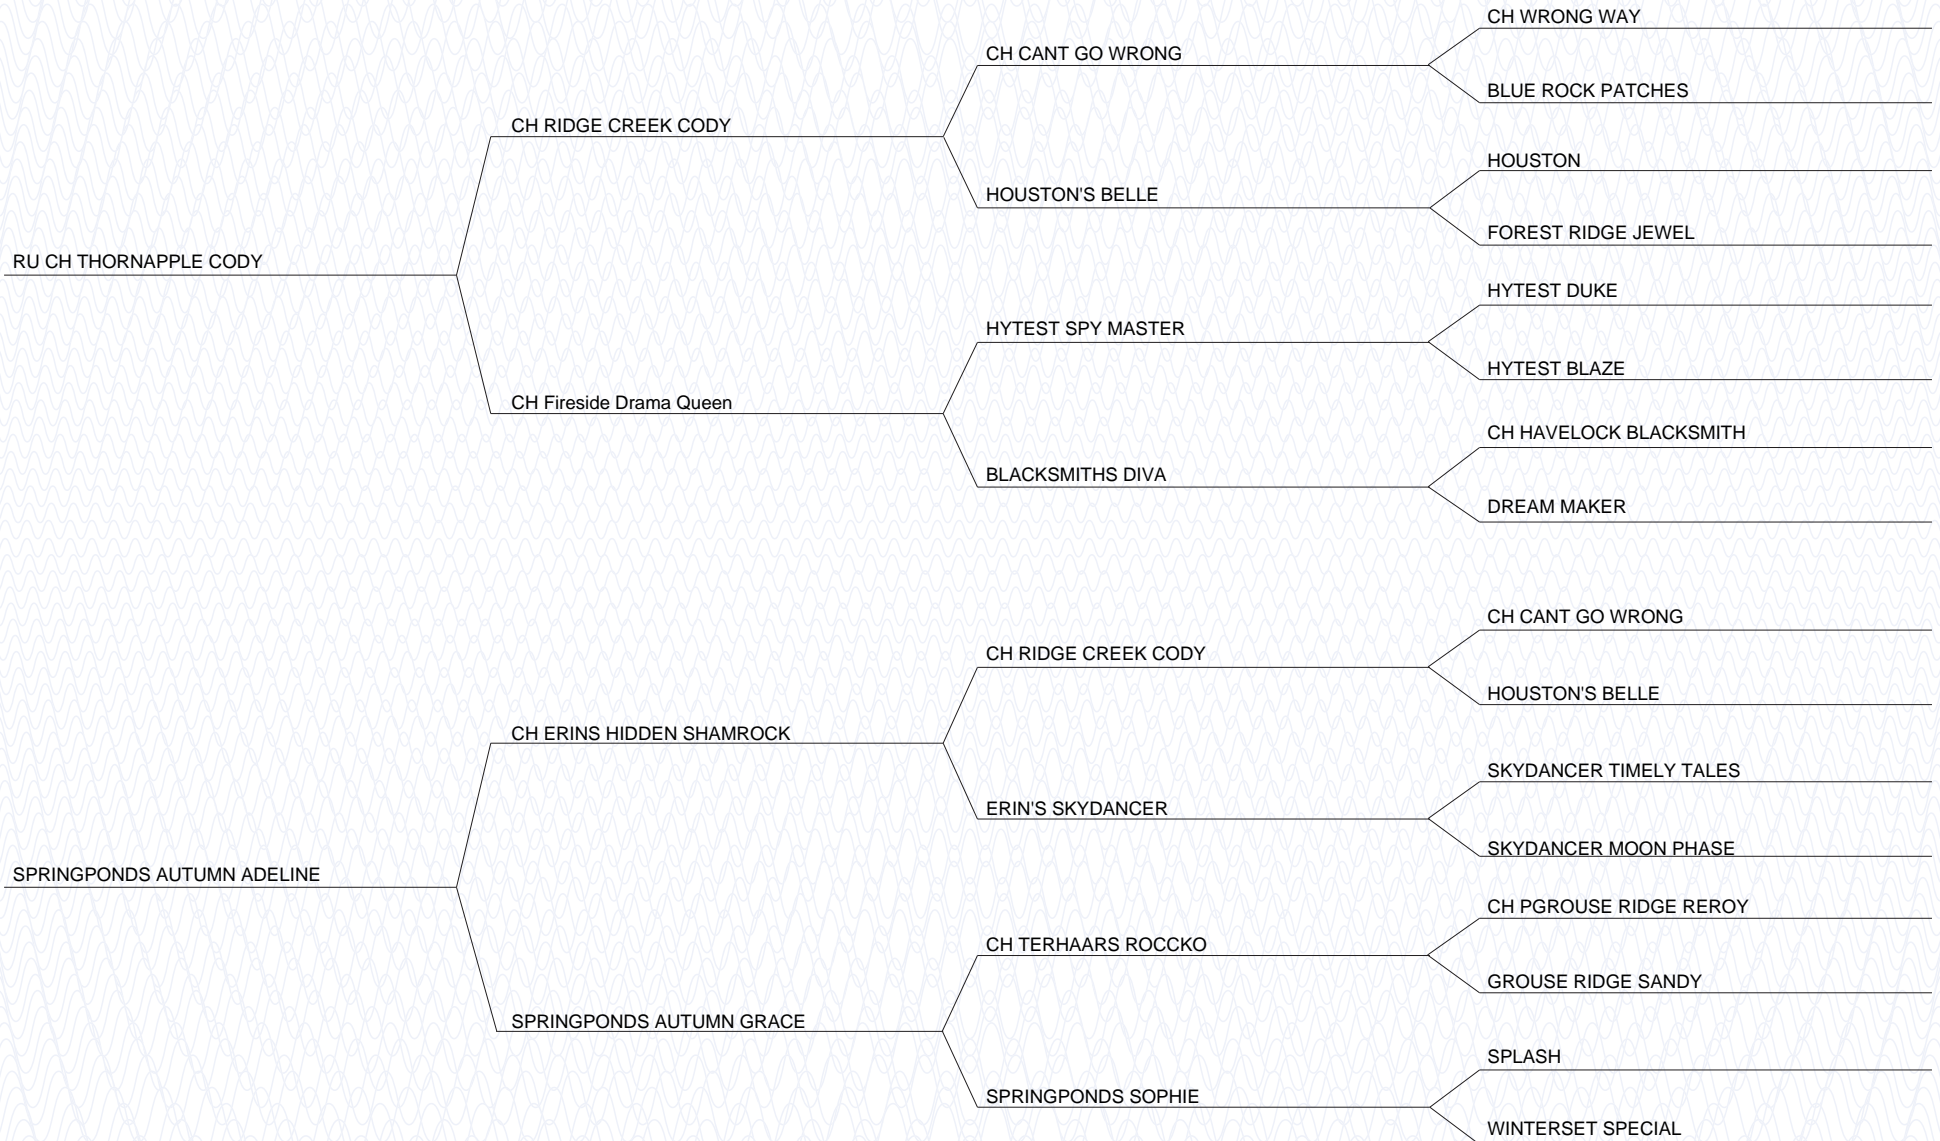 CH WRONG WAY
CH CANT GO WRONG
BLUE ROCK PATCHES
CH RIDGE CREEK CODY
HOUSTON
HOUSTON'S BELLE
FOREST RIDGE JEWEL
RU CH THORNAPPLE CODY
HYTEST DUKE
HYTEST SPY MASTER
HYTEST BLAZE
CH Fireside Drama Queen
CH HAVELOCK BLACKSMITH
BLACKSMITHS DIVA
DREAM MAKER
CH CANT GO WRONG
CH RIDGE CREEK CODY
HOUSTON'S BELLE
CH ERINS HIDDEN SHAMROCK
SKYDANCER TIMELY TALES
ERIN'S SKYDANCER
SKYDANCER MOON PHASE
SPRINGPONDS AUTUMN ADELINE
CH PGROUSE RIDGE REROY
CH TERHAARS ROCCKO
GROUSE RIDGE SANDY
SPRINGPONDS AUTUMN GRACE
SPLASH
SPRINGPONDS SOPHIE
WINTERSET SPECIAL